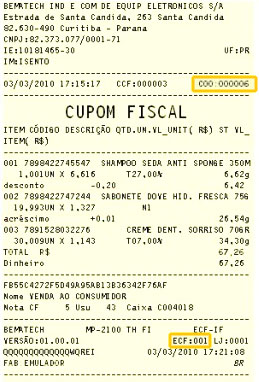 BEMATECH IND E COM DE EQUIP ELETRONICOS S/A
Estrada de Santa Candida, 263 Santa Candida
82.630-490 Curitiba - Parana
CNPJ:82.373.077/0001-71
IE:10181465-30 UF:PR
IM:ISENTO
03/03/2010 17:15:17 CCF:000003 COO:000006
CUPOM FISCAL
ITEM CÓDIGO DESCRIÇÃO QTD.UN.VL_UNIT( R$) ST VL_
ITEM( R$)
001 7898422745547 SHAMPOO SEDA ANTI SPONGE 350M
1,001UN X 6,616 T27.00% 6,62g
desconto -0,20 6,42
002 7898422747244 SABONETE DOVE HID. FRESCA 75G
19,993UN X 1,327 N1
acréscimo +0.01 26,54g
003 7891528032276 CREME DENT. SORRISO 706R
30,009UN X 1,143 T07.00% 34,30g
TOTAL R$ 67,26
Dinheiro 67,26
FB55C4272F5D49A95AB13B36342F76AF
Nome VENDA AO CONSUMIDOR
Nota CF 5 Usu 43 Caixa C004018
BEMATECH MP-2100 TH FI ECF-IF
VERSÃO:01.00.01 ECF:001 LJ:0001
QQQQQQQQQQQQWQREI 03/03/2010 17:21:08
FAB EMULADOR BR